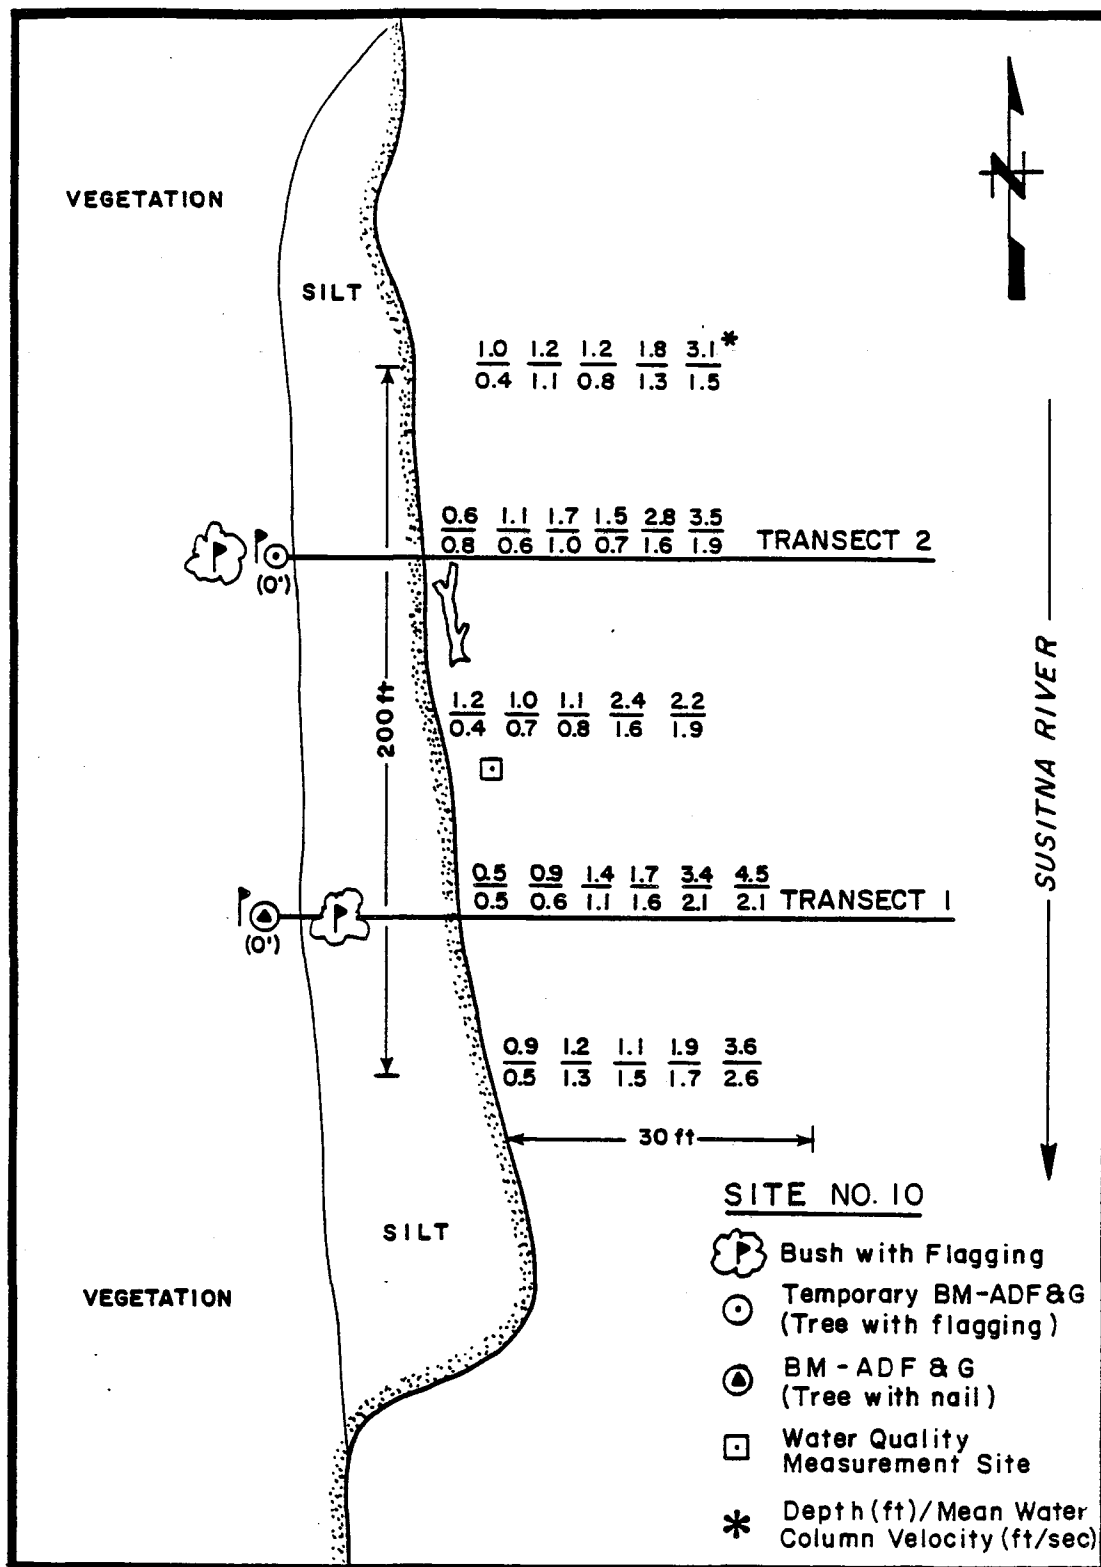 N
VEGETATION
SILT
1.0 1.2 1.2 1.8 3.1*
0.4 1.1 0.8 1.3 1.5
0.6 1.1 1.7 1.5 2.8 3.5
0.8 0.6 1.0 0.7 1.6 1.9
TRANSECT 2
(0')
200 ft
SUSITNA RIVER
1.2 1.0 1.1 2.4 2.2
0.4 0.7 0.8 1.6 1.9
0.5 0.9 1.4 1.7 3.4 4.5
0.5 0.6 1.1 1.6 2.1 2.1
TRANSECT 1
(0')
0.9 1.2 1.1 1.9 3.6
0.5 1.3 1.5 1.7 2.6
30 ft
SILT
VEGETATION
SITE NO. 10
Bush with Flagging
Temporary BM-ADF&G
(Tree with flagging)
BM-ADF&G
(Tree with nail)
Water Quality
Measurement Site
* Depth (ft)/Mean Water
Column Velocity (ft/sec)